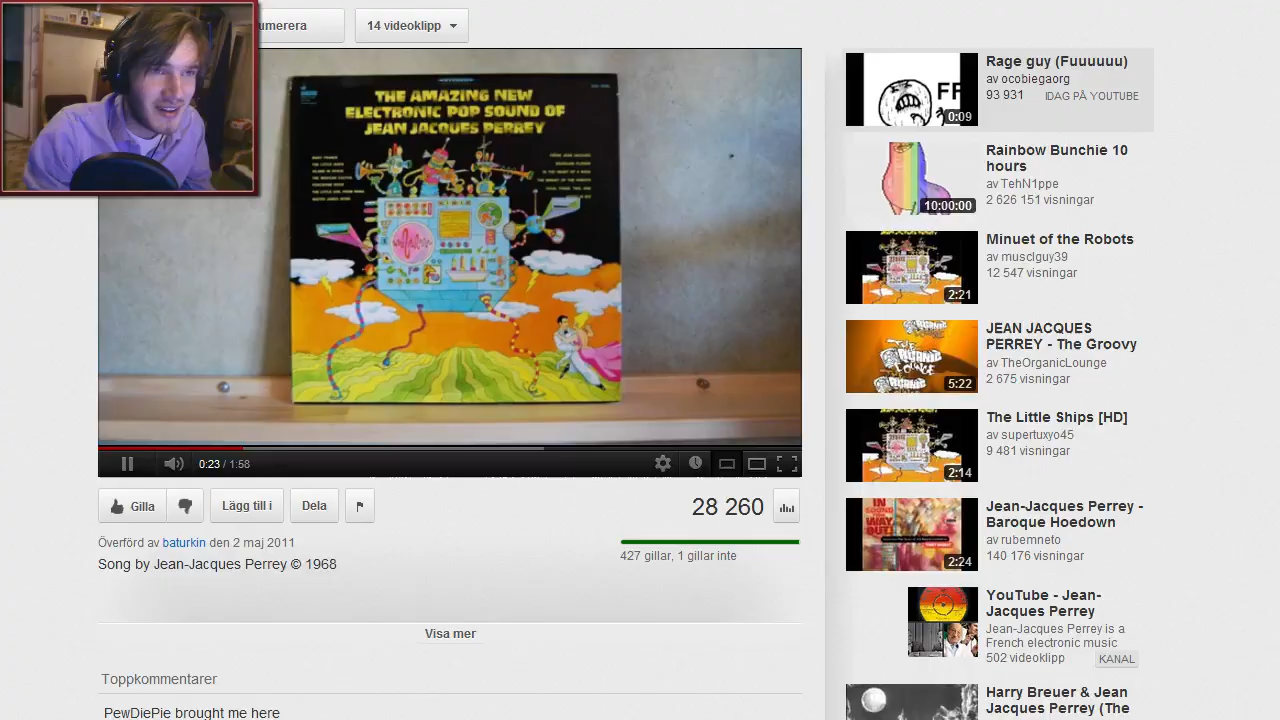 umerera
14 videoklipp
THE AMAZING NEW
ELECTRONIC POP SOUND OF
JEAN JACQUES PERREY
0:23 / 1:58
Gilla
Lägg till i
Dela
28 260
Överförd av baturkin den 2 maj 2011
427 gillar, 1 gillar inte
Song by Jean-Jacques Perrey © 1968
Visa mer
Toppkommentarer
PewDiePie brought me here
FF
0:09
Rage guy (Fuuuuuu)
av ocobiegaorg
93 931 IDAG PÅ YOUTUBE
10:00:00
Rainbow Bunchie 10
hours
av TehN1ppe
2 626 151 visningar
2:21
Minuet of the Robots
av musclguy39
12 547 visningar
5:22
JEAN JACQUES
PERREY - The Groovy
av TheOrganicLounge
2 675 visningar
2:14
The Little Ships [HD]
av supertuxyo45
9 481 visningar
2:24
Jean-Jacques Perrey -
Baroque Hoedown
av rubemneto
140 176 visningar
YouTube - Jean-
Jacques Perrey
Jean-Jacques Perrey is a
French electronic music
502 videoklipp KANAL
Harry Breuer & Jean
Jacques Perrey (The